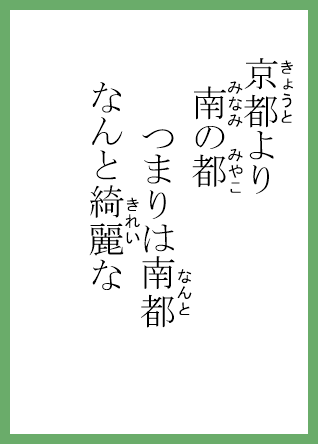 京都より
南の都
つまりは南都
なんと綺麗な
きょうと
みなみ みやこ
なんと
きれい